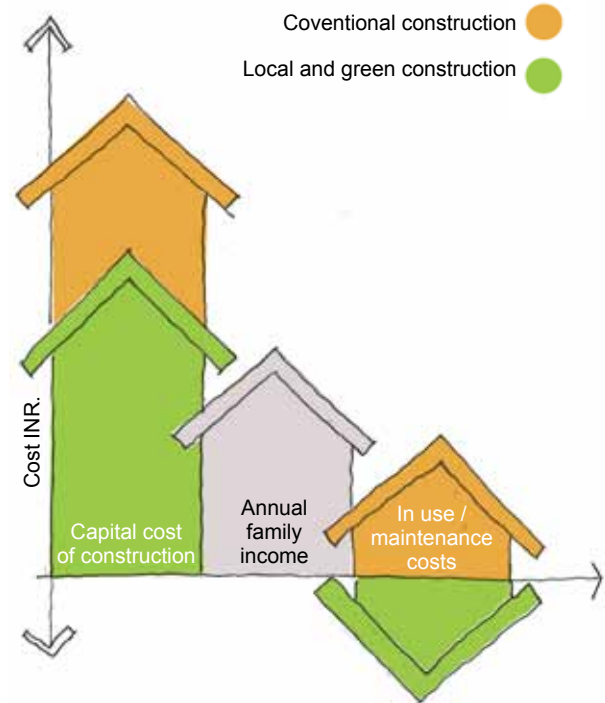 Coventional construction
Local and green construction
Cost INR.
Capital cost
of construction
Annual
family
income
In use /
maintenance
costs